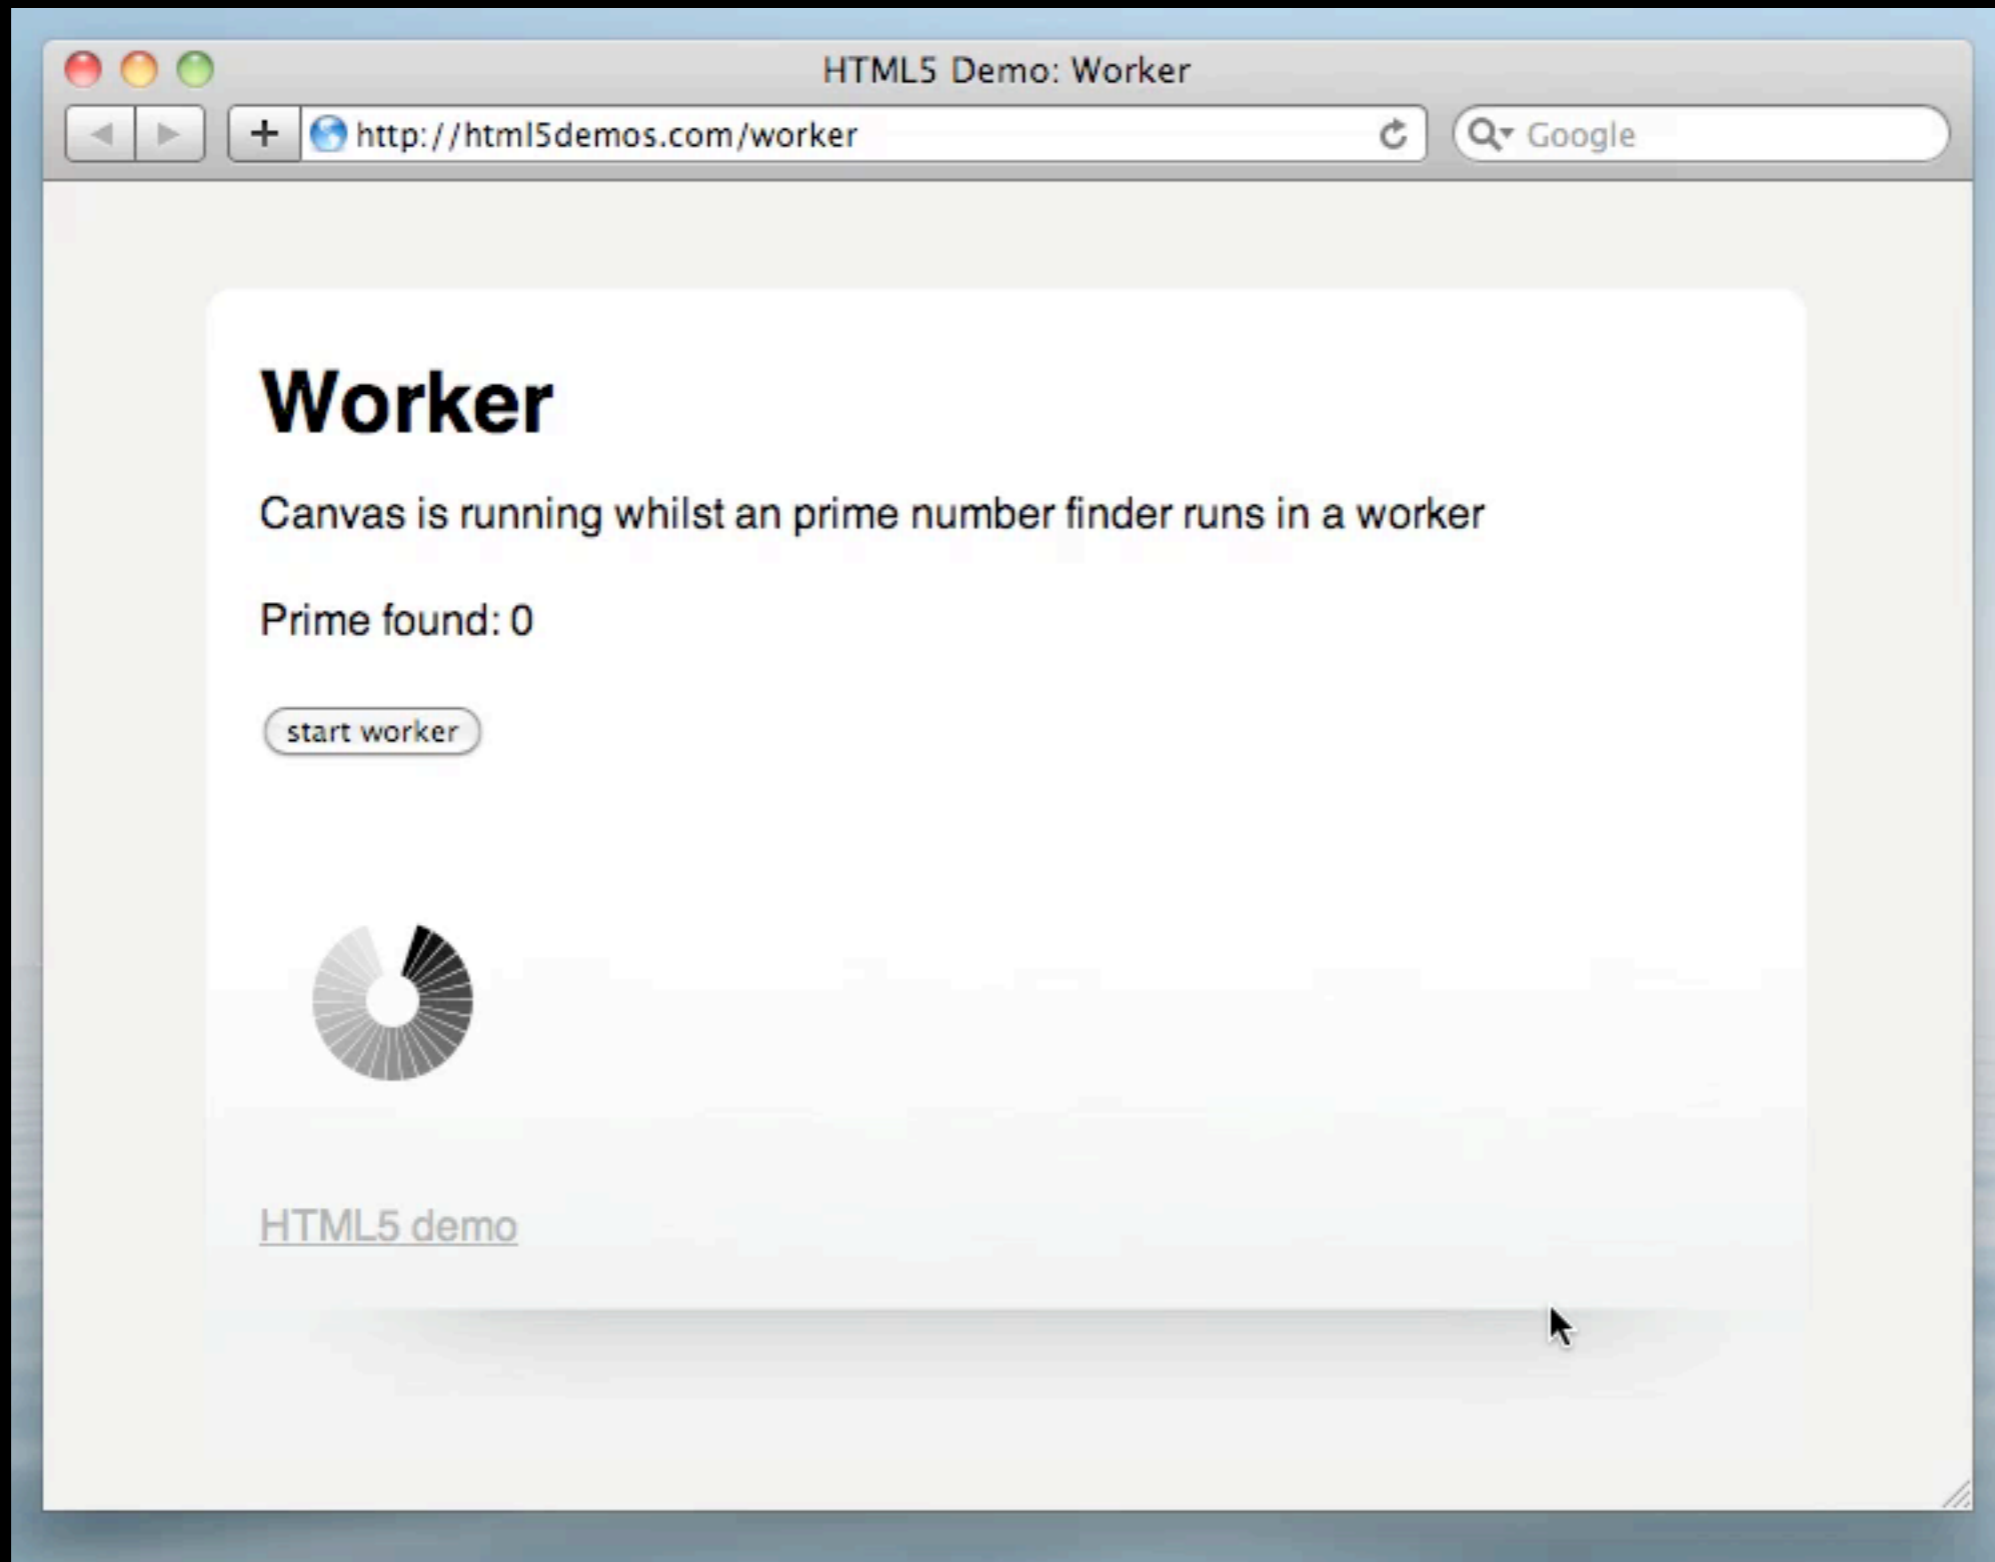 HTML5 Demo: Worker
http://html5demos.com/worker
Google
Worker
Canvas is running whilst an prime number finder runs in a worker
Prime found: 0
start worker
HTML5 demo